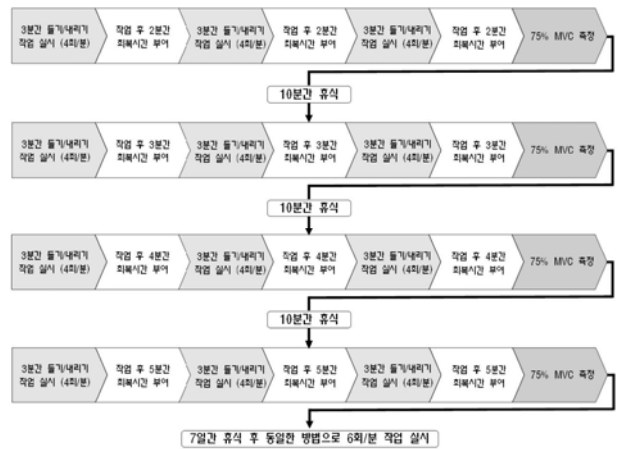 3분간 들기/내리기
작업 실시 (4회/분)
작업 후 2분간
회복시간 부여
3분간 들기/내리기
작업 실시 (4회/분)
작업 후 2분간
회복시간 부여
3분간 들기/내리기
작업 실시 (4회/분)
작업 후 2분간
회복시간 부여
75% MVC 측정
10분간 휴식
3분간 들기/내리기
작업 실시 (4회/분)
작업 후 3분간
회복시간 부여
3분간 들기/내리기
작업 실시 (4회/분)
작업 후 3분간
회복시간 부여
3분간 들기/내리기
작업 실시 (4회/분)
작업 후 3분간
회복시간 부여
75% MVC 측정
10분간 휴식
3분간 들기/내리기
작업 실시 (4회/분)
작업 후 4분간
회복시간 부여
3분간 들기/내리기
작업 실시 (4회/분)
작업 후 4분간
회복시간 부여
3분간 들기/내리기
작업 실시 (4회/분)
작업 후 4분간
회복시간 부여
75% MVC 측정
10분간 휴식
3분간 들기/내리기
작업 실시 (4회/분)
작업 후 5분간
회복시간 부여
3분간 들기/내리기
작업 실시 (4회/분)
작업 후 5분간
회복시간 부여
3분간 들기/내리기
작업 실시 (4회/분)
작업 후 5분간
회복시간 부여
75% MVC 측정
7일간 휴식 후 동일한 방법으로 6회/분 작업 실시